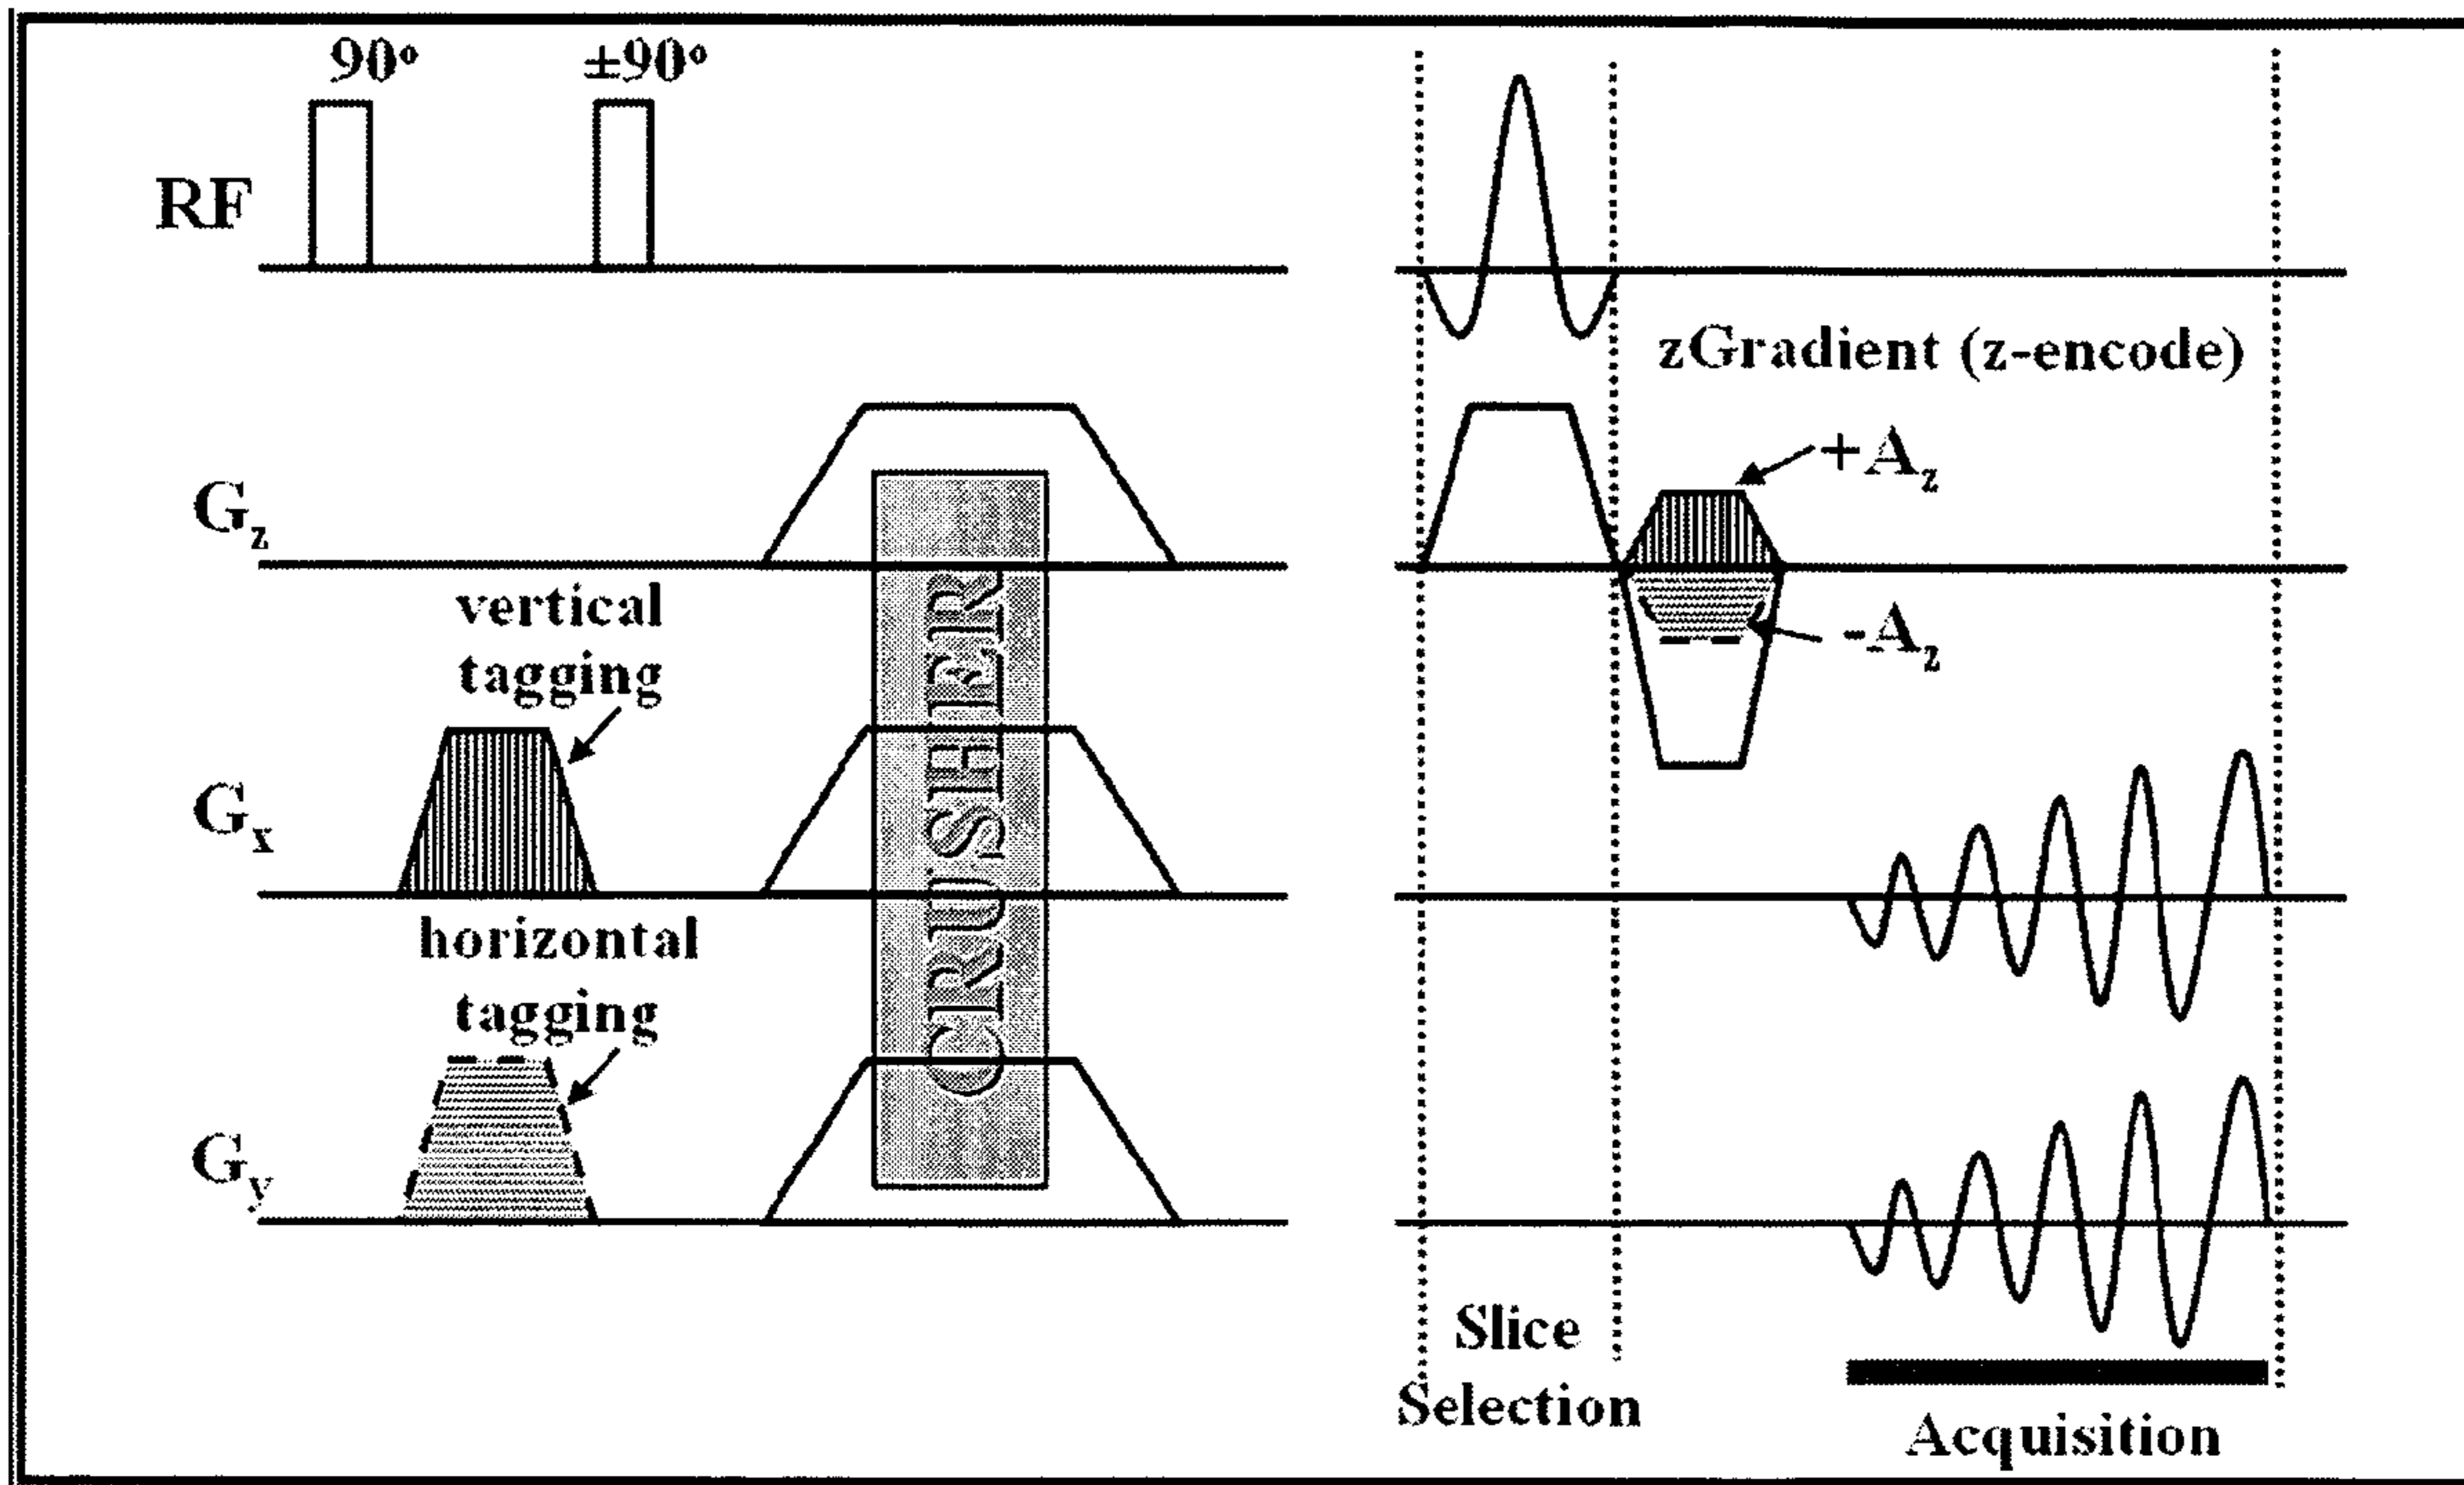 90° ±90°
RF
zGradient (z-encode)
+A_z
G_z
-A_z
vertical
tagging
G_x
CRUSHER
horizontal
tagging
G_y
Slice
Selection
Acquisition